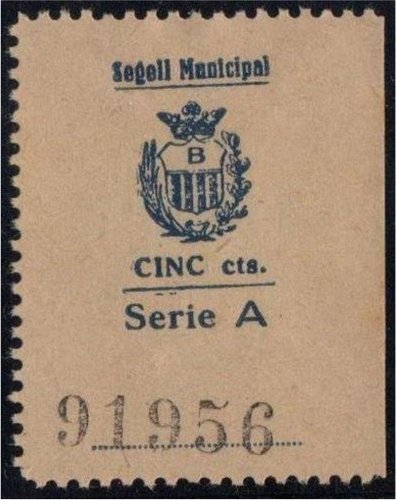 Segell Municipal
B
CINC cts.
Serie A
91956